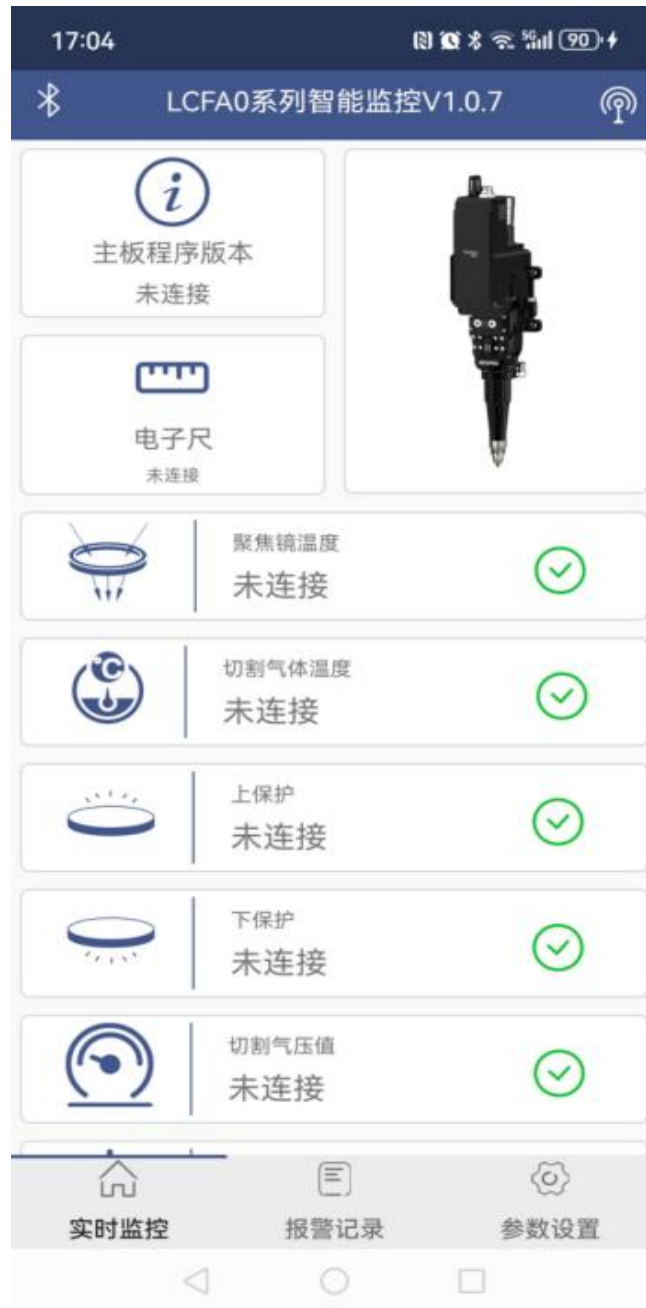 17:04
5G 90
LCFA0系列智能监控V1.0.7
i
主板程序版本
未连接
电子尺
未连接
聚焦镜温度
未连接
°C
切割气体温度
未连接
上保护
未连接
下保护
未连接
切割气压值
未连接
实时监控 报警记录 参数设置